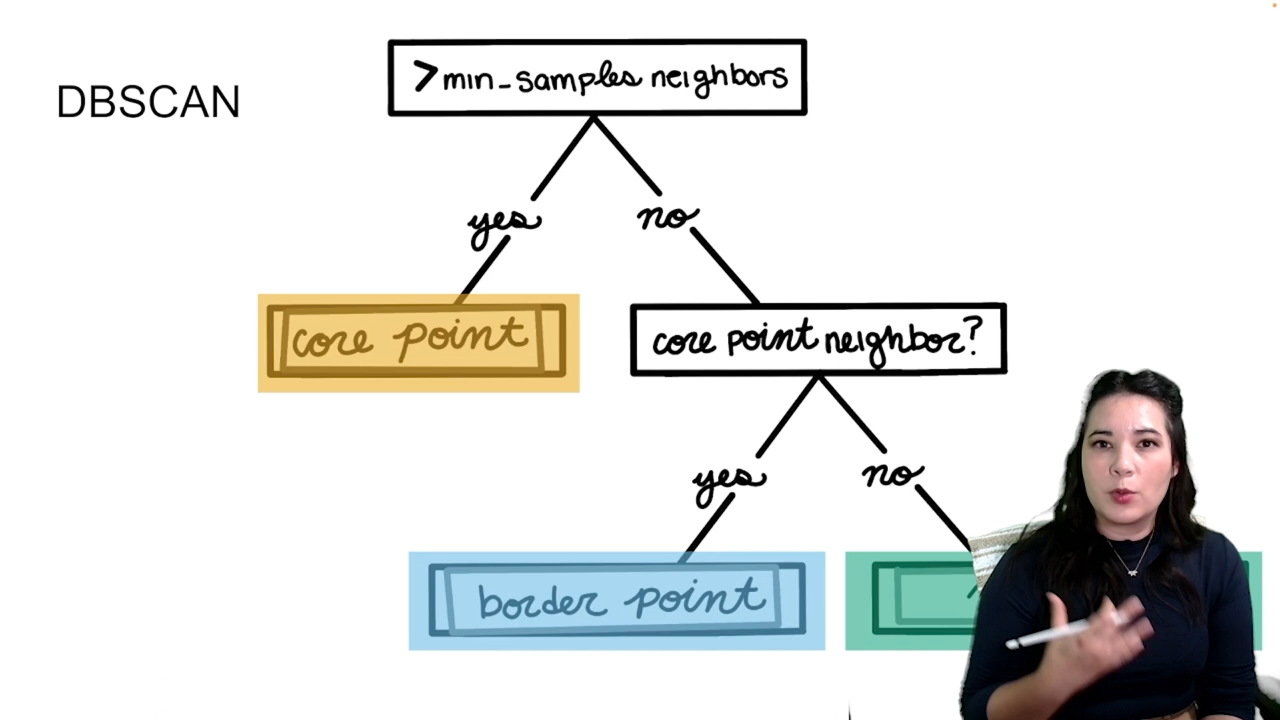 DBSCAN
>min_samples neighbors
yes
no
core point
core point neighbor?
yes
no
border point